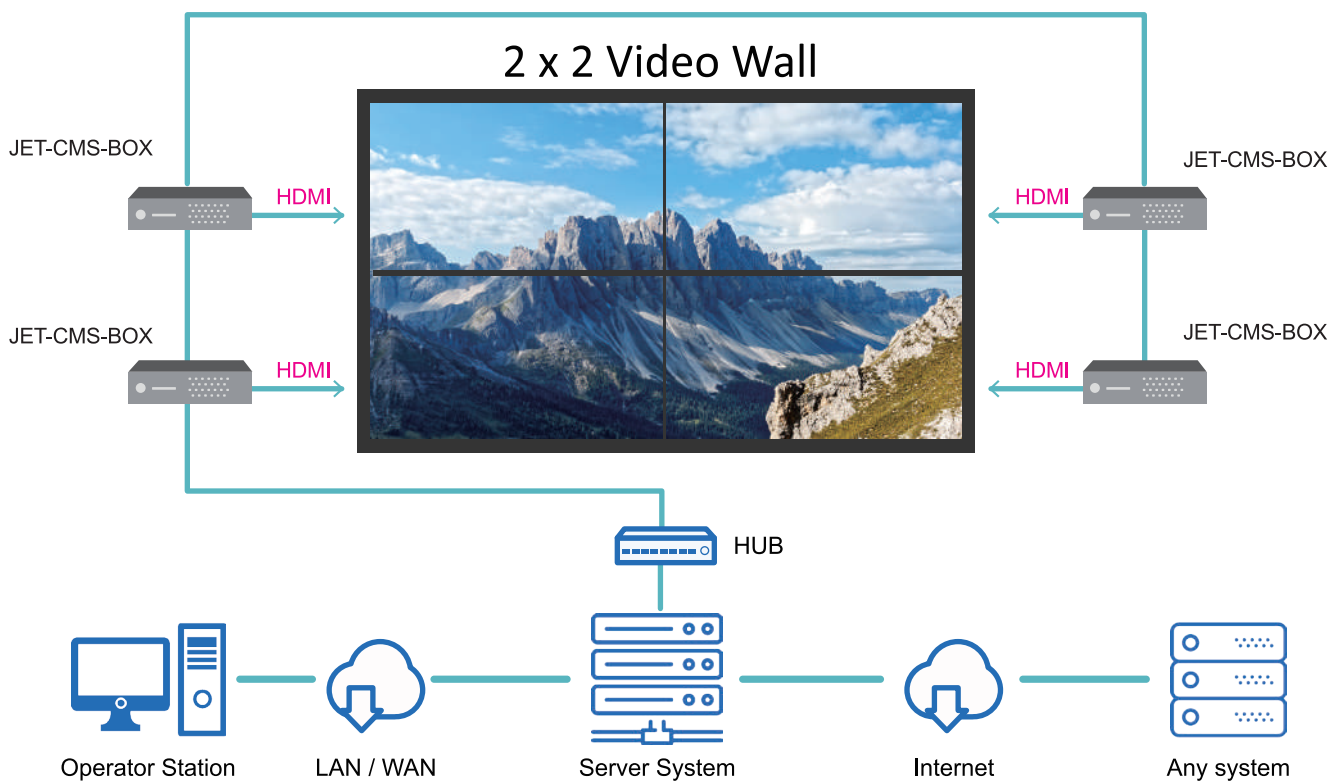 2 x 2 Video Wall
JET-CMS-BOX
JET-CMS-BOX
HDMI
HDMI
JET-CMS-BOX
JET-CMS-BOX
HDMI
HDMI
HUB
Operator Station
LAN / WAN
Server System
Internet
Any system